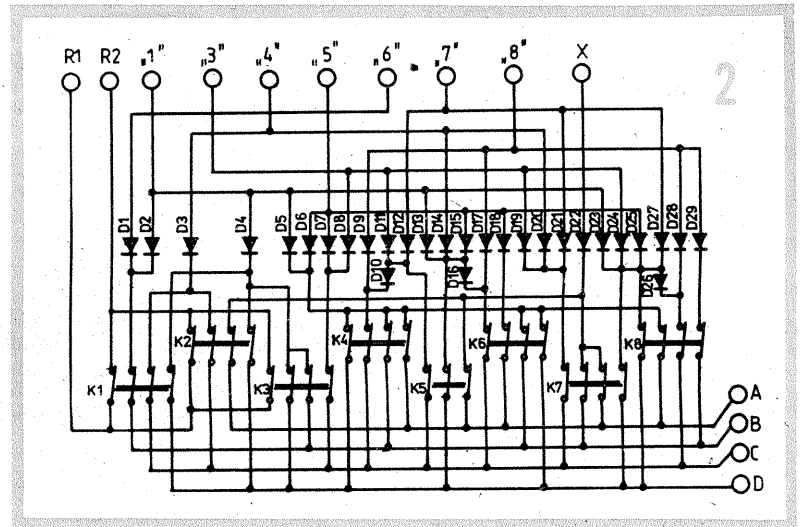 R1 R2 „1" „3" „4" „5" „6" „7" „8" X
2
D1 D2 D3 D4 D5 D6 D7 D8 D9 D11 D12 D13 D14 D15 D17 D18 D19 D20 D21 D22 D23 D24 D25 D27 D28 D29
D10 D16 D26
K2 K4 K6 K8
K1 K3 K5 K7
A
B
C
D